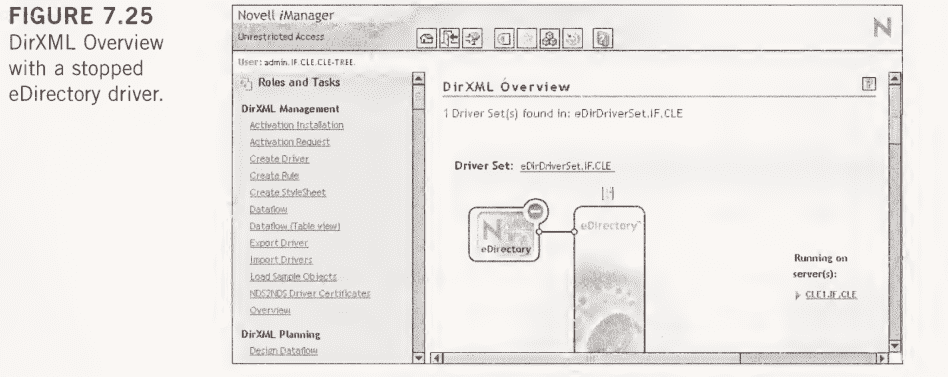 FIGURE 7.25
DirXML Overview
with a stopped
eDirectory driver.
Novell iManager
Unrestricted Access
N
User: admin.IF.CLE.CLE-TREE.
Roles and Tasks
DirXML Management
Activation Installation
Activation Request
Create Driver
Create Rule
Create StyleSheet
Dataflow
Dataflow (Table view)
Export Driver
Import Drivers
Load Sample Objects
NDS2NDS Driver Certificates
Overview
DirXML Planning
Design Dataflow
DirXML Overview
1 Driver Set(s) found in: eDirDriverSet.IF.CLE
Driver Set: eDirDriverSet.IF.CLE
N
eDirectory
eDirectory
Running on
server(s):
CLE1.IF.CLE